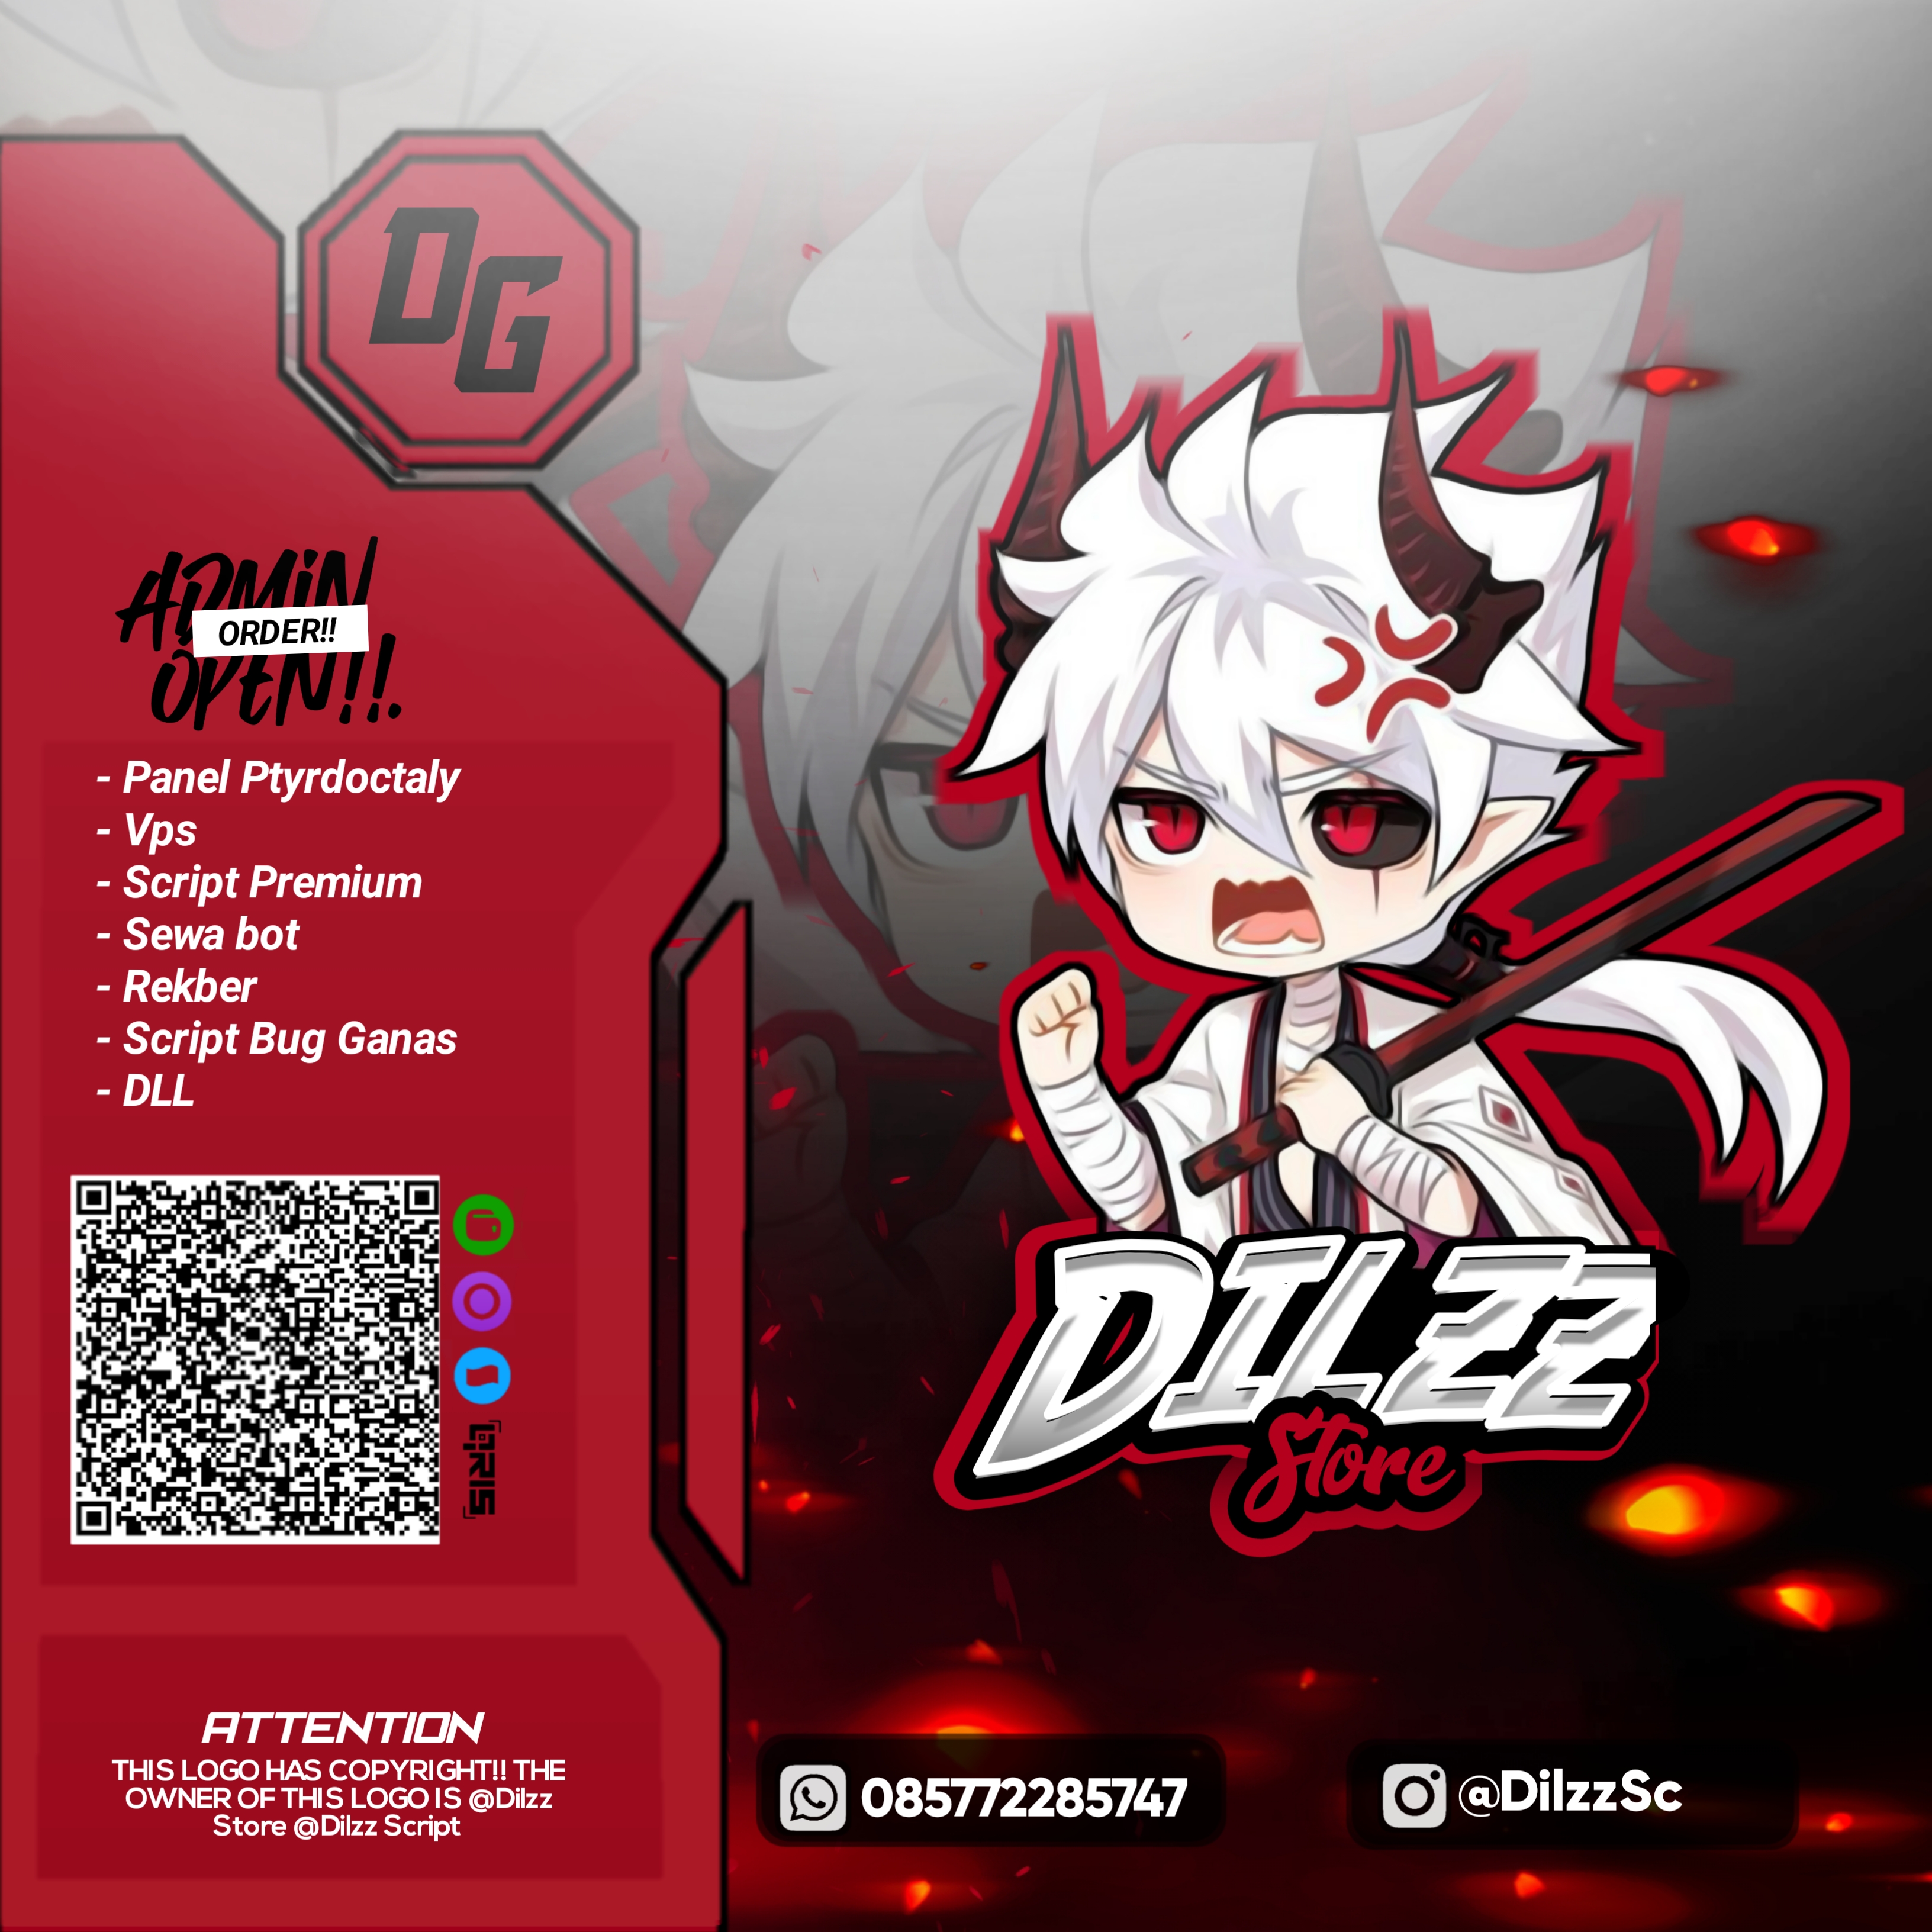 DG
ADMIN
ORDER!!
OPEN!!.
- Panel Ptyrdoctaly
- Vps
- Script Premium
- Sewa bot
- Rekber
- Script Bug Ganas
- DLL
QRIS
DILZZ
Store
ATTENTION
THIS LOGO HAS COPYRIGHT!! THE
OWNER OF THIS LOGO IS @Dilzz
Store @Dilzz Script
085772285747
@DilzzSc